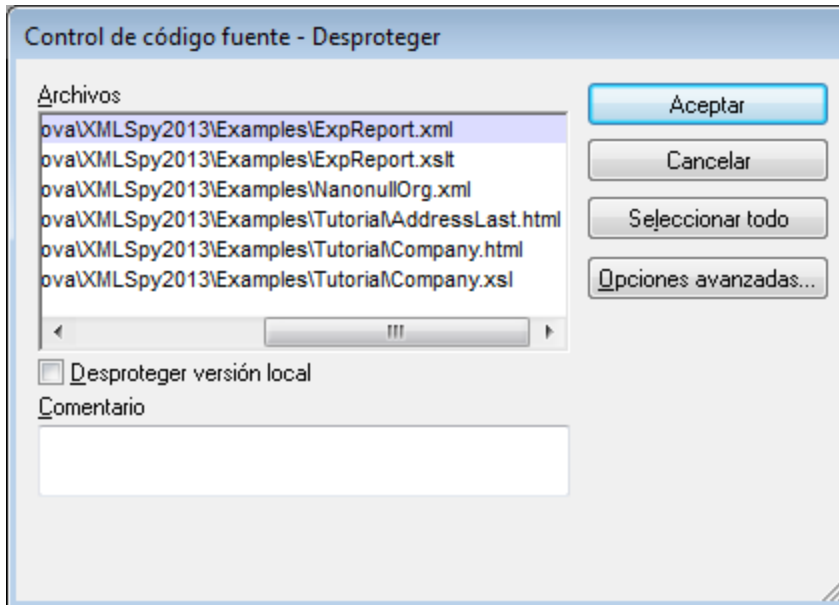 Control de código fuente - Desproteger
Archivos
ova\XMLSpy2013\Examples\ExpReport.xml
ova\XMLSpy2013\Examples\ExpReport.xslt
ova\XMLSpy2013\Examples\NanonullOrg.xml
ova\XMLSpy2013\Examples\Tutorial\AddressLast.html
ova\XMLSpy2013\Examples\Tutorial\Company.html
ova\XMLSpy2013\Examples\Tutorial\Company.xsl
Desproteger versión local
Comentario
Aceptar
Cancelar
Seleccionar todo
Opciones avanzadas...